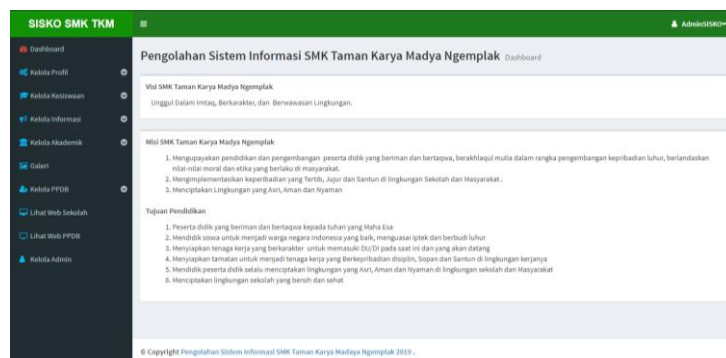 SISKO SMK TKM
AdminSISKO
Dashboard
Kelola Profil
Kelola Kesiswaan
Kelola Informasi
Kelola Akademik
Galeri
Kelola PPDB
Lihat Web Sekolah
Lihat Web PPDB
Kelola Admin
Pengolahan Sistem Informasi SMK Taman Karya Madya Ngemplak Dashboard
Visi SMK Taman Karya Madya Ngemplak
Unggul Dalam Imtaq, Berkarakter, dan Berwawasan Lingkungan.
Misi SMK Taman Karya Madya Ngemplak
1. Mengupayakan pendidikan dan pengembangan peserta didik yang beriman dan bertaqwa, berakhlaqul mulia dalam rangka pengembangan kepribadian luhur, berlandaskan
nilai-nilai moral dan etika yang berlaku di masyarakat.
2. Mengimplementasikan keperibadian yang Tertib, Jujur dan Santun di lingkungan Sekolah dan Masyarakat .
3. Menciptakan Lingkungan yang Asri, Aman dan Nyaman
Tujuan Pendidikan
1. Peserta didik yang beriman dan bertaqwa kepada tuhan yang Maha Esa
2. Mendidik siswa untuk menjadi warga negara Indonesia yang baik, menguasai iptek dan berbudi luhur
3. Menyiapkan tenaga kerja yang berkarakter untuk memasuki DU/DI pada saat ini dan yang akan datang
4. Menyiapkan tamatan untuk menjadi tenaga kerja yang Berkepribadian disiplin, Sopan dan Santun di lingkungan kerjanya
5. Mendidik peserta didik selalu menciptakan lingkungan yang Asri, Aman dan Nyaman di lingkungan sekolah dan Masyarakat
6. Menciptakan lingkungan sekolah yang bersih dan sehat
© Copyright Pengolahan Sistem Informasi SMK Taman Karya Madaya Ngemplak 2019 .